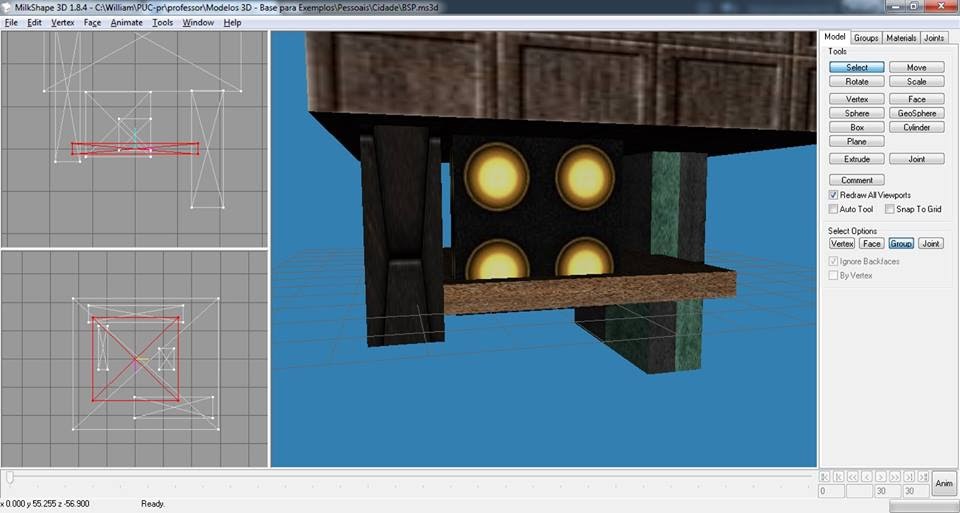 MilkShape 3D 1.8.4 - C:\William\PUC-pr\professor\Modelos 3D - Base para Exemplos\Pessoais\Cidade\BSP.ms3d
File Edit Vertex Face Animate Tools Window Help
Model Groups Materials Joints
Tools
Select Move
Rotate Scale
Vertex Face
Sphere GeoSphere
Box Cylinder
Plane
Extrude Joint
Comment
Redraw All Viewports
Auto Tool Snap To Grid
Select Options
Vertex Face Group Joint
Ignore Backfaces
By Vertex
Anim
0 30 30
x 0.000 y 55.255 z -56.900 Ready.